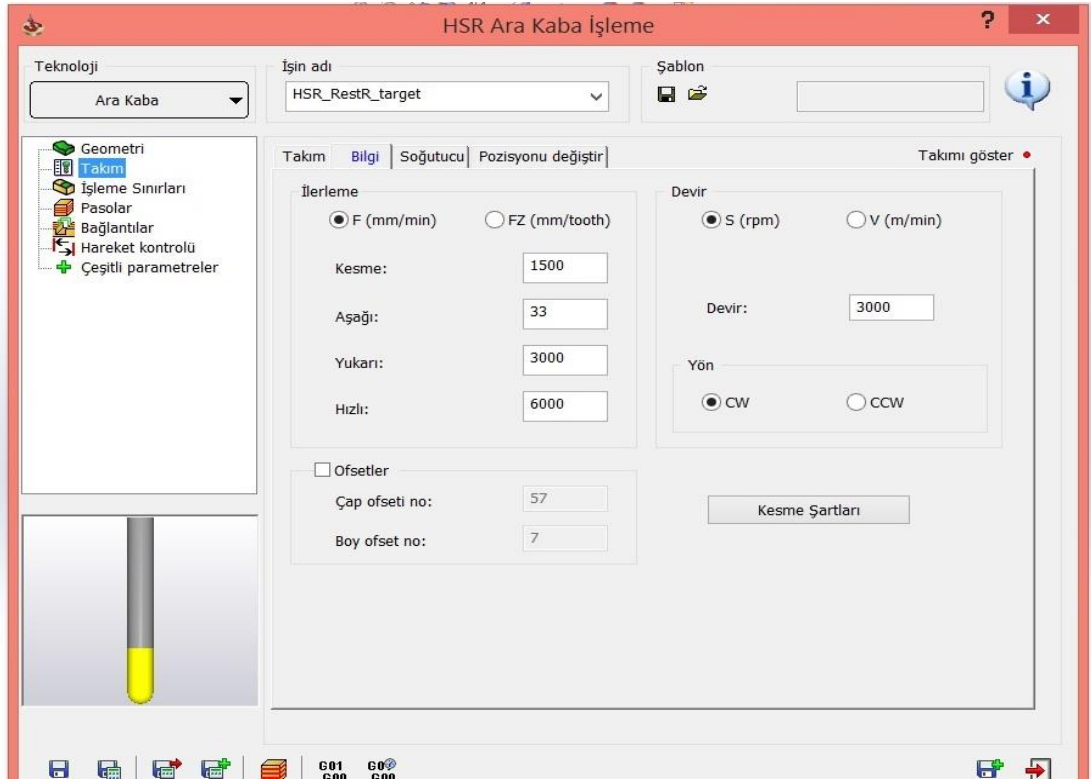 HSR Ara Kaba İşleme
?
×
Teknoloji
Ara Kaba
İşin adı
HSR_RestR_target
Şablon
Geometri
Takım
İşleme Sınırları
Pasolar
Bağlantılar
Hareket kontrolü
Çeşitli parametreler
Takım Bilgi Soğutucu Pozisyonu değiştir
Takımı göster
İlerleme
F (mm/min) FZ (mm/tooth)
Kesme: 1500
Aşağı: 33
Yukarı: 3000
Hızlı: 6000
Devir
S (rpm) V (m/min)
Devir: 3000
Yön
CW CCW
Ofsetler
Çap ofseti no: 57
Boy ofset no: 7
Kesme Şartları
G01
G00
G00
G00